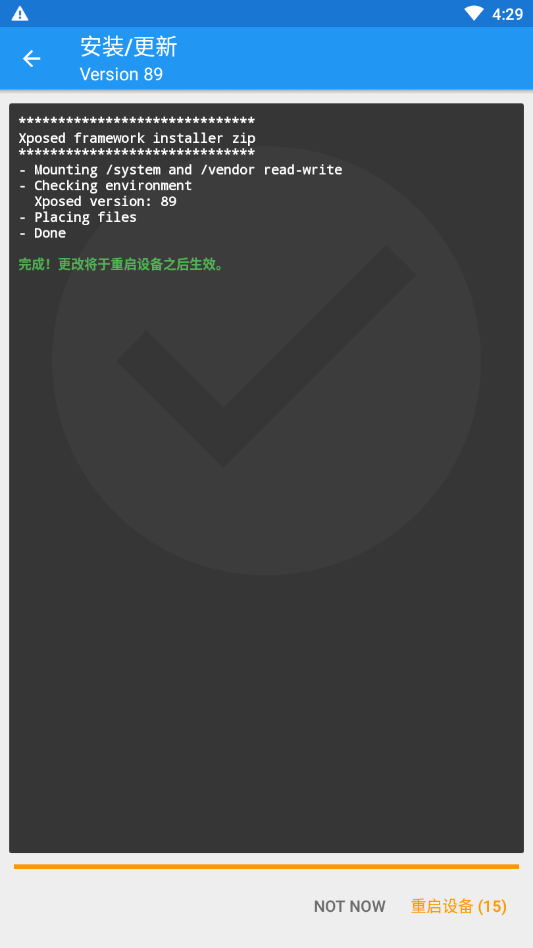 4:29
安装/更新
Version 89
******************************
Xposed framework installer zip
******************************
- Mounting /system and /vendor read-write
- Checking environment
  Xposed version: 89
- Placing files
- Done
完成！更改将于重启设备之后生效。
NOT NOW 重启设备 (15)